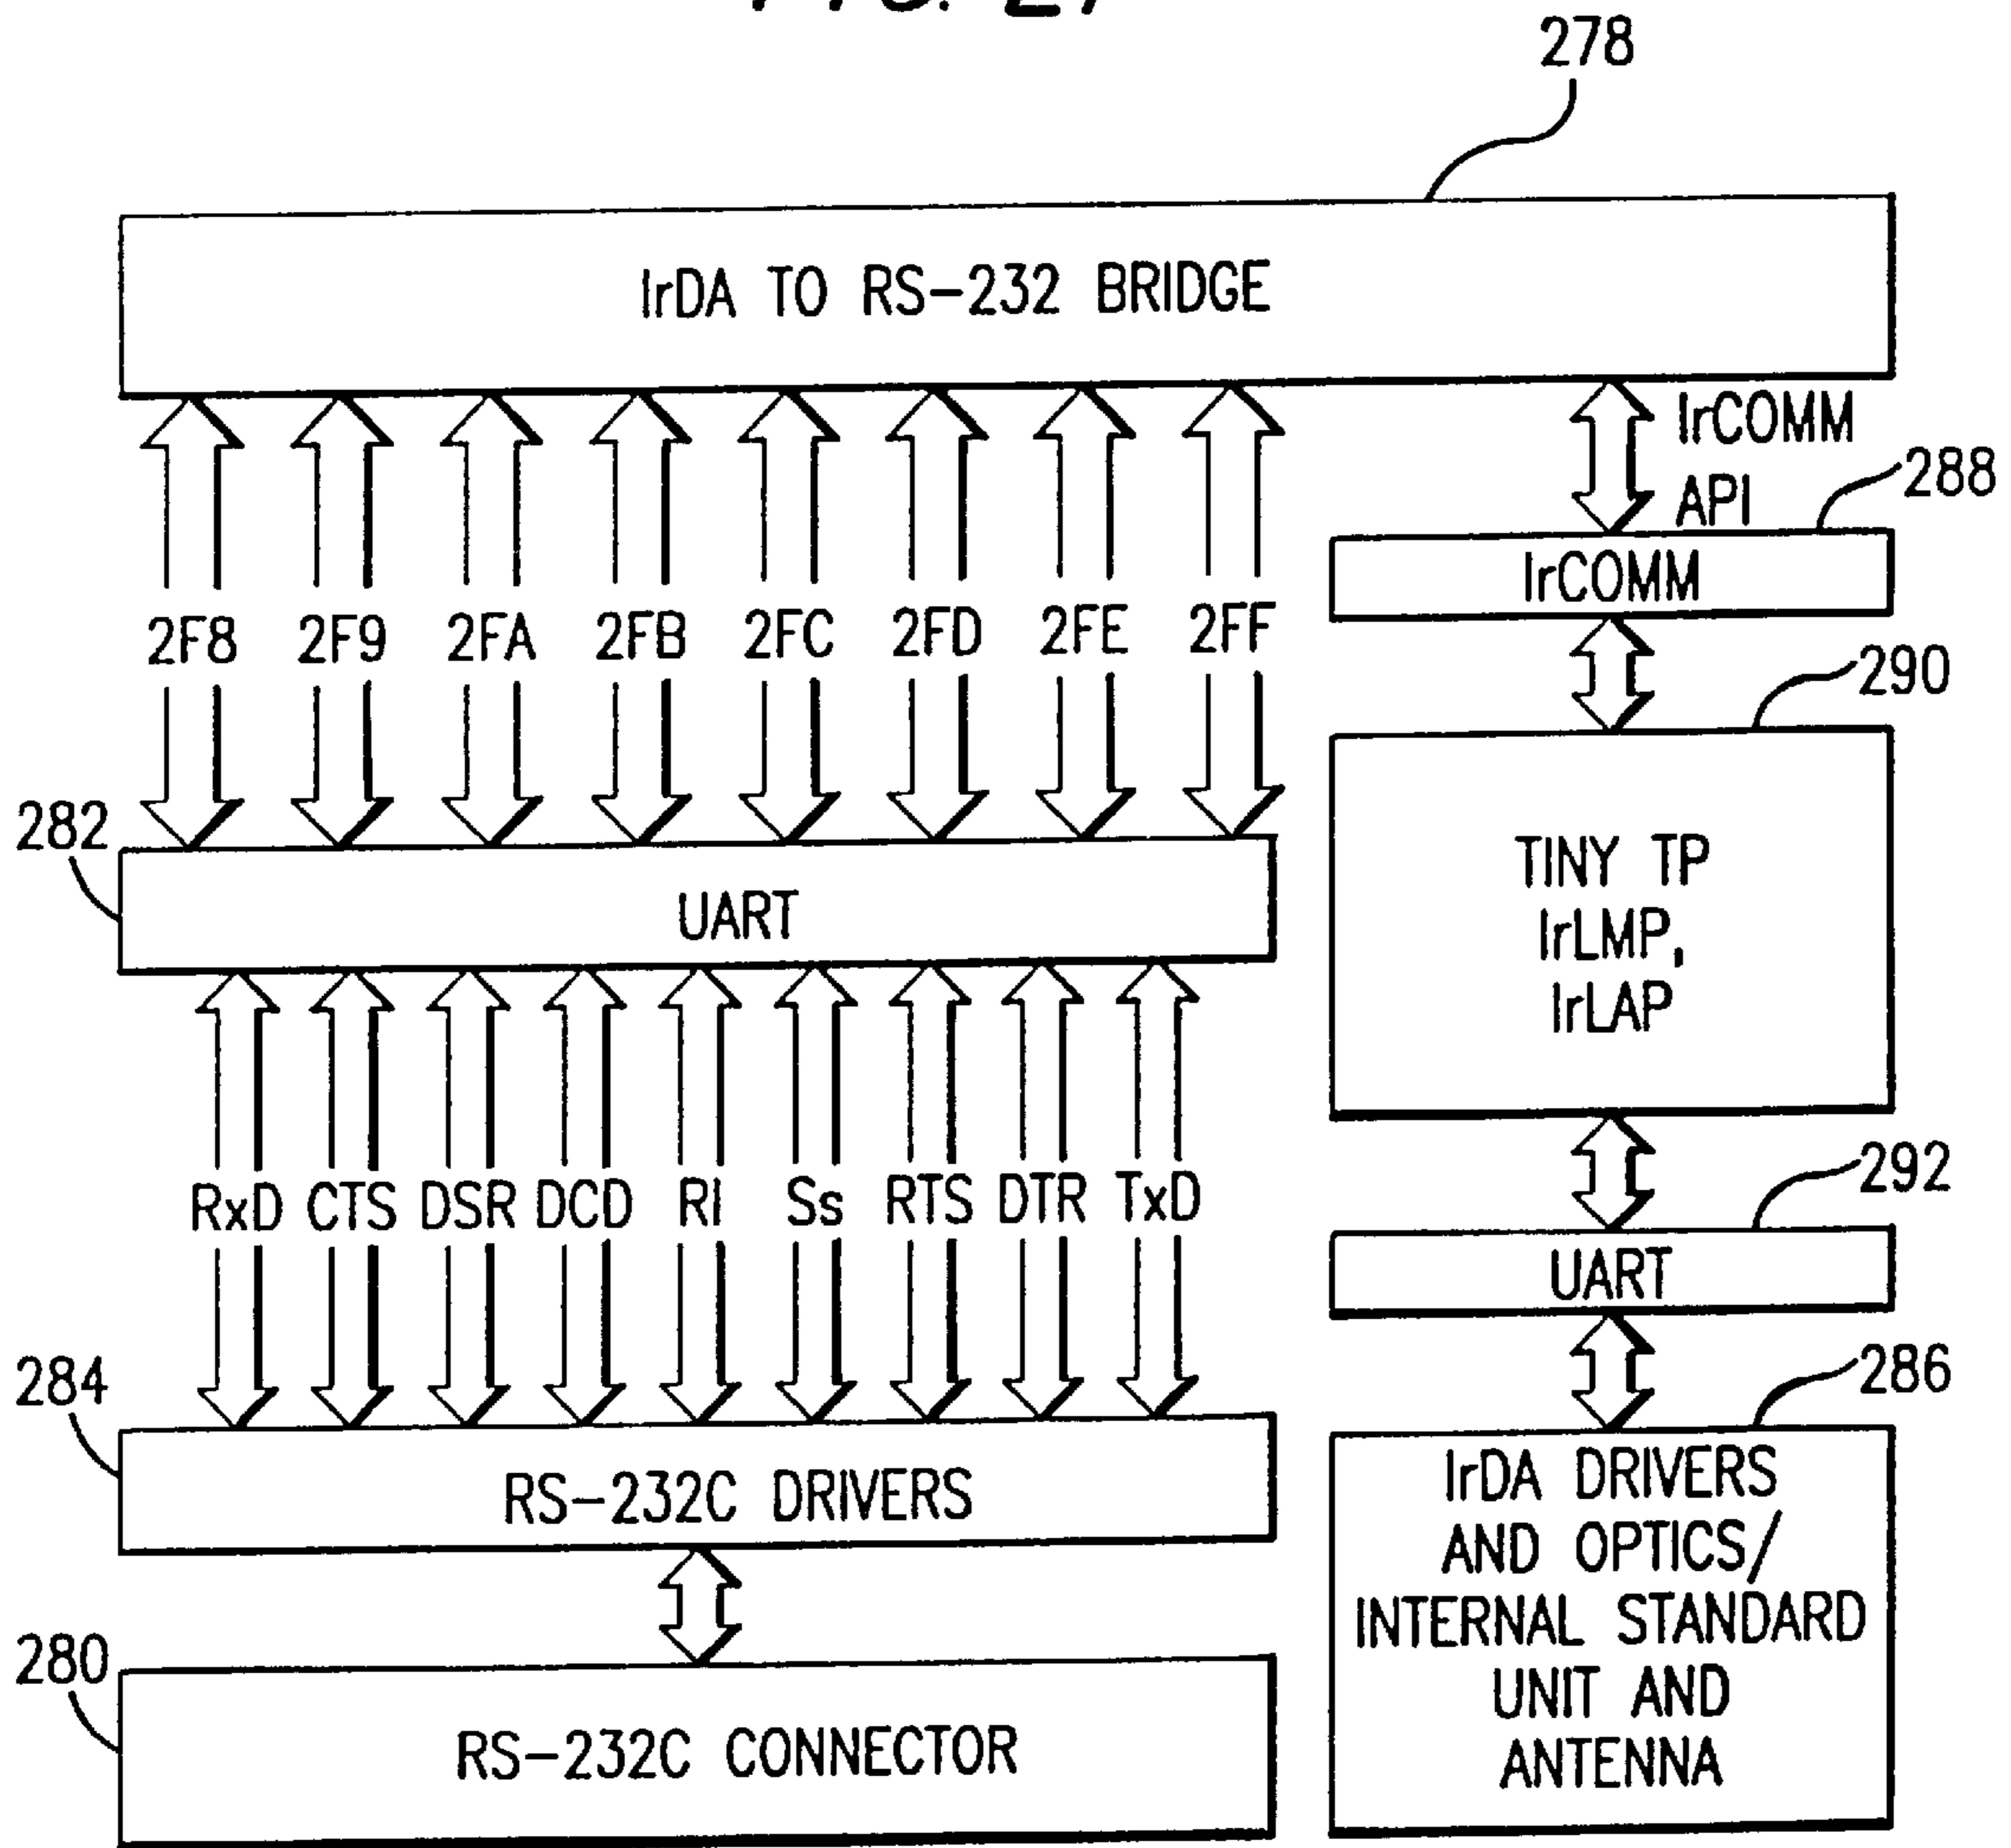 278
IrDA TO RS-232 BRIDGE
IrCOMM
API
288
IrCOMM
2F8 2F9 2FA 2FB 2FC 2FD 2FE 2FF
290
282
UART
TINY TP
IrLMP,
IrLAP
RxD CTS DSR DCD RI Ss RTS DTR TxD
292
UART
284
RS-232C DRIVERS
286
IrDA DRIVERS
AND OPTICS/
INTERNAL STANDARD
UNIT AND
ANTENNA
280
RS-232C CONNECTOR